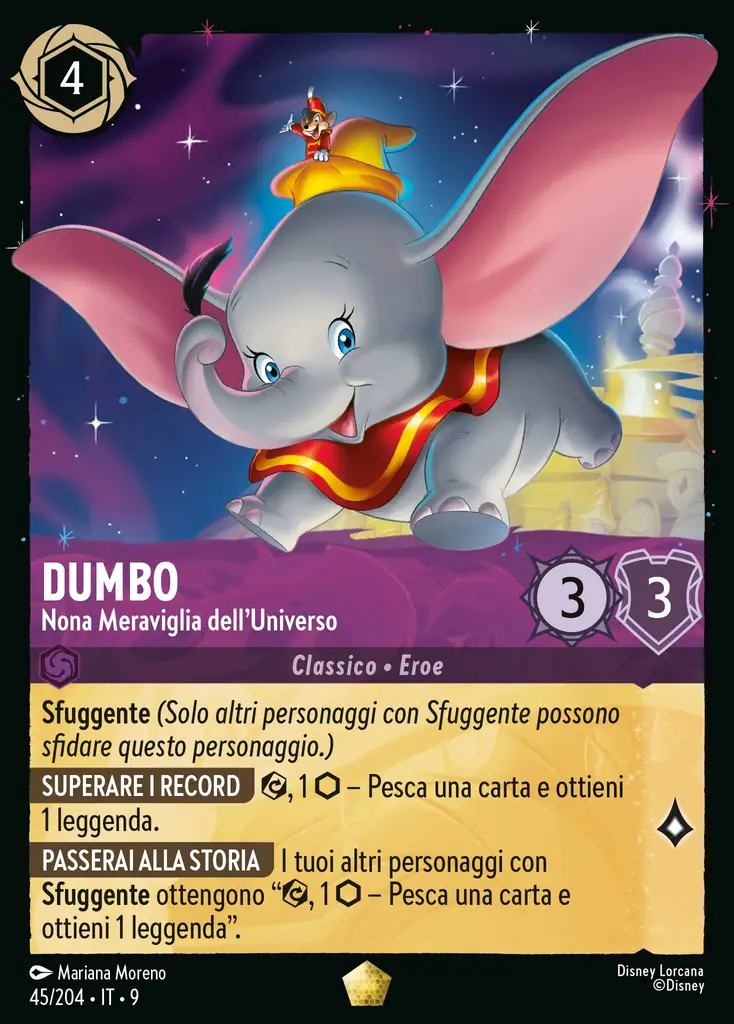 4
DUMBO
Nona Meraviglia dell'Universo
3
3
Classico • Eroe
Sfuggente (Solo altri personaggi con Sfuggente possono
sfidare questo personaggio.)
SUPERARE I RECORD , 1 – Pesca una carta e ottieni
1 leggenda.
PASSERAI ALLA STORIA I tuoi altri personaggi con
Sfuggente ottengono “, 1 – Pesca una carta e
ottieni 1 leggenda”.
Mariana Moreno
Disney Lorcana
45/204 • IT • 9
©Disney